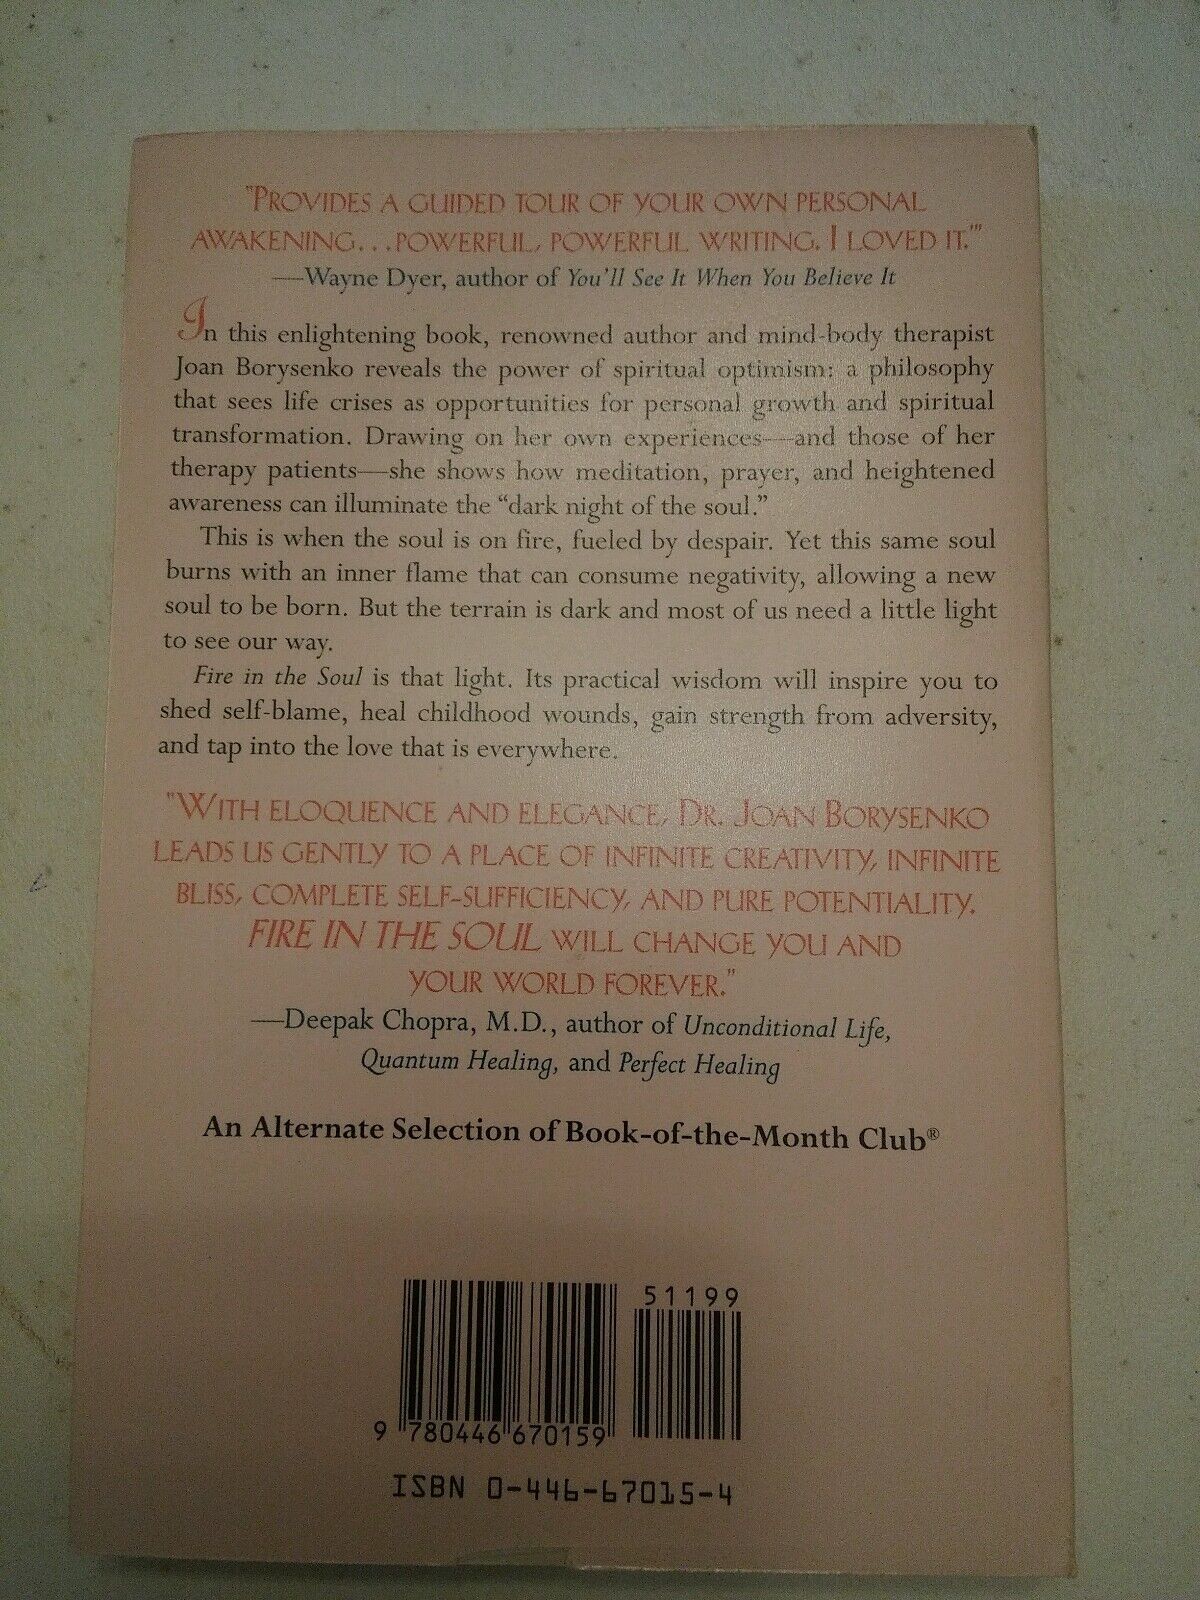 "PROVIDES A GUIDED TOUR OF YOUR OWN PERSONAL
AWAKENING...POWERFUL, POWERFUL WRITING. I LOVED IT."
—Wayne Dyer, author of You'll See It When You Believe It
In this enlightening book, renowned author and mind-body therapist
Joan Borysenko reveals the power of spiritual optimism: a philosophy
that sees life crises as opportunities for personal growth and spiritual
transformation. Drawing on her own experiences—and those of her
therapy patients—she shows how meditation, prayer, and heightened
awareness can illuminate the "dark night of the soul."
This is when the soul is on fire, fueled by despair. Yet this same soul
burns with an inner flame that can consume negativity, allowing a new
soul to be born. But the terrain is dark and most of us need a little light
to see our way.
Fire in the Soul is that light. Its practical wisdom will inspire you to
shed self-blame, heal childhood wounds, gain strength from adversity,
and tap into the love that is everywhere.
"WITH ELOQUENCE AND ELEGANCE, DR. JOAN BORYSENKO
LEADS US GENTLY TO A PLACE OF INFINITE CREATIVITY, INFINITE
BLISS, COMPLETE SELF-SUFFICIENCY, AND PURE POTENTIALITY.
FIRE IN THE SOUL WILL CHANGE YOU AND
YOUR WORLD FOREVER."
—Deepak Chopra, M.D., author of Unconditional Life,
Quantum Healing, and Perfect Healing
An Alternate Selection of Book-of-the-Month Club®
51199
9 780446 670159
ISBN 0-446-67015-4